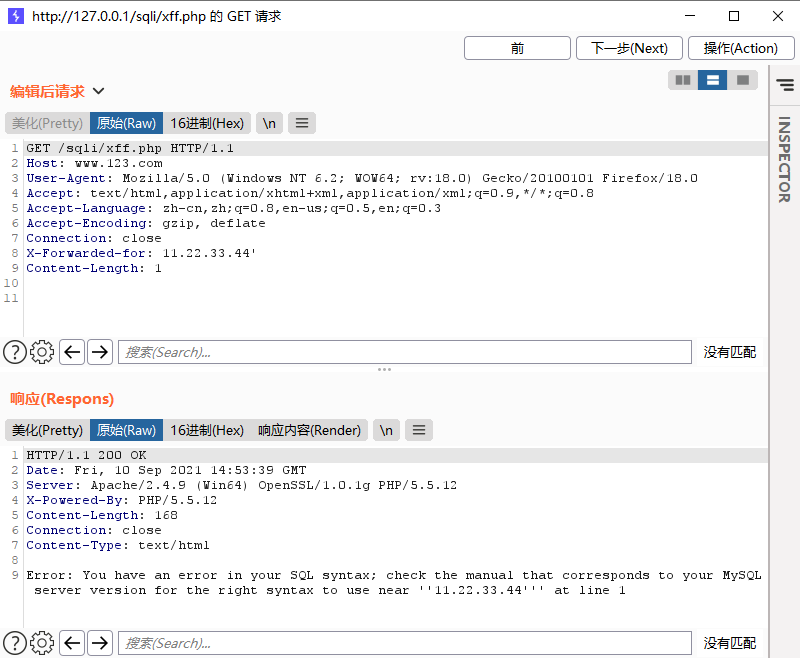 http://127.0.0.1/sqli/xff.php 的 GET 请求
前 下一步(Next) 操作(Action)
编辑后请求
美化(Pretty) 原始(Raw) 16进制(Hex) \n
1 GET /sqli/xff.php HTTP/1.1
2 Host: www.123.com
3 User-Agent: Mozilla/5.0 (Windows NT 6.2; WOW64; rv:18.0) Gecko/20100101 Firefox/18.0
4 Accept: text/html,application/xhtml+xml,application/xml;q=0.9,*/*;q=0.8
5 Accept-Language: zh-cn,zh;q=0.8,en-us;q=0.5,en;q=0.3
6 Accept-Encoding: gzip, deflate
7 Connection: close
8 X-Forwarded-for: 11.22.33.44'
9 Content-Length: 1
10
11
INSPECTOR
? 搜索(Search)... 没有匹配
响应(Respons)
美化(Pretty) 原始(Raw) 16进制(Hex) 响应内容(Render) \n
1 HTTP/1.1 200 OK
2 Date: Fri, 10 Sep 2021 14:53:39 GMT
3 Server: Apache/2.4.9 (Win64) OpenSSL/1.0.1g PHP/5.5.12
4 X-Powered-By: PHP/5.5.12
5 Content-Length: 168
6 Connection: close
7 Content-Type: text/html
8
9 Error: You have an error in your SQL syntax; check the manual that corresponds to your MySQL
server version for the right syntax to use near ''11.22.33.44''' at line 1
? 搜索(Search)... 没有匹配